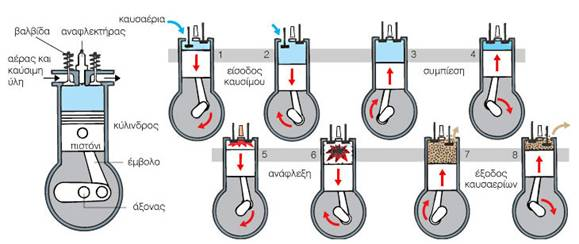 βαλβίδα
αναφλεκτήρας
αέρας και
καύσιμη
ύλη
κύλινδρος
πιστόνι
έμβολο
άξονας
καυσαέρια
1
2
3
4
είσοδος
καυσίμου
συμπίεση
5
6
7
8
ανάφλεξη
έξοδος
καυσαερίων